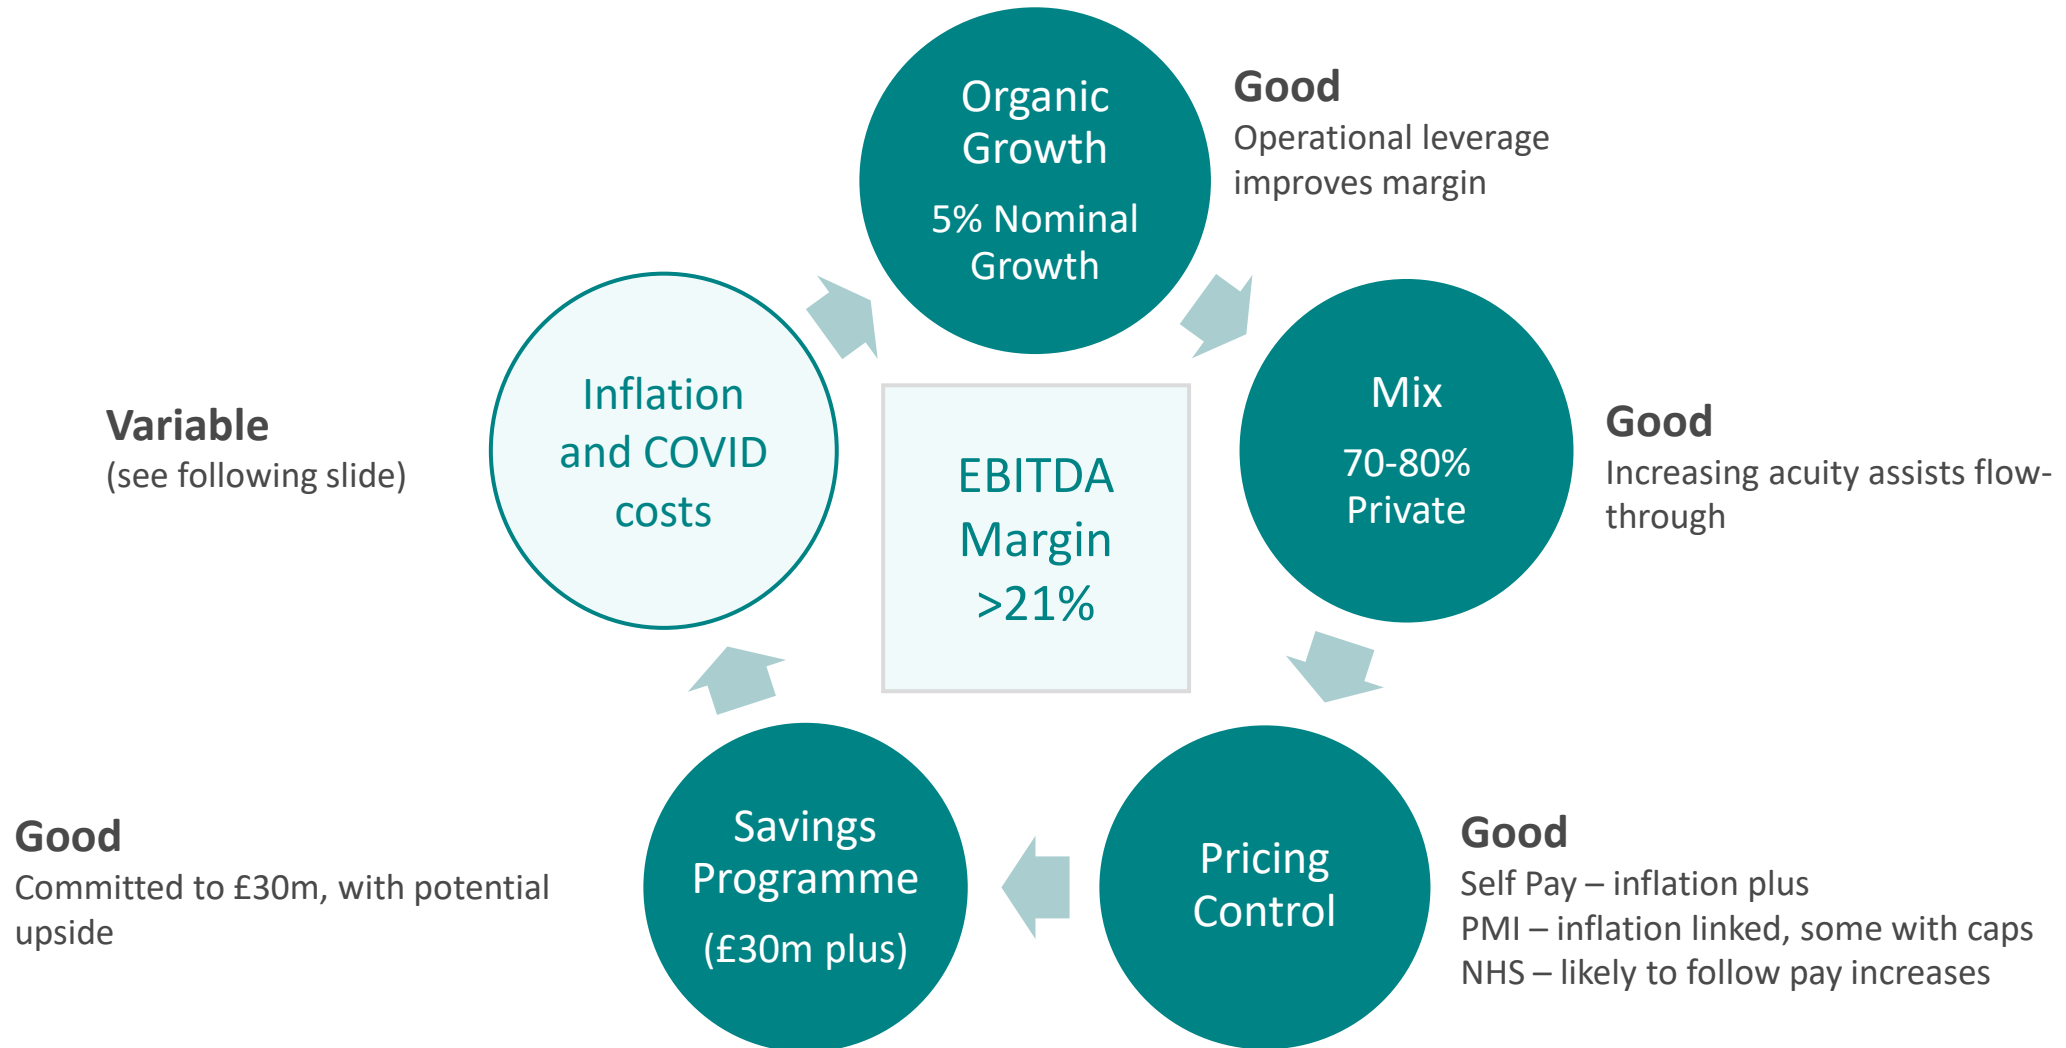 Organic
Growth
5% Nominal
Growth
Good
Operational leverage
improves margin
Mix
70-80%
Private
Good
Increasing acuity assists flow-
through
Pricing
Control
Good
Self Pay – inflation plus
PMI – inflation linked, some with caps
NHS – likely to follow pay increases
Savings
Programme
(£30m plus)
Good
Committed to £30m, with potential
upside
Inflation
and COVID
costs
Variable
(see following slide)
EBITDA
Margin
>21%